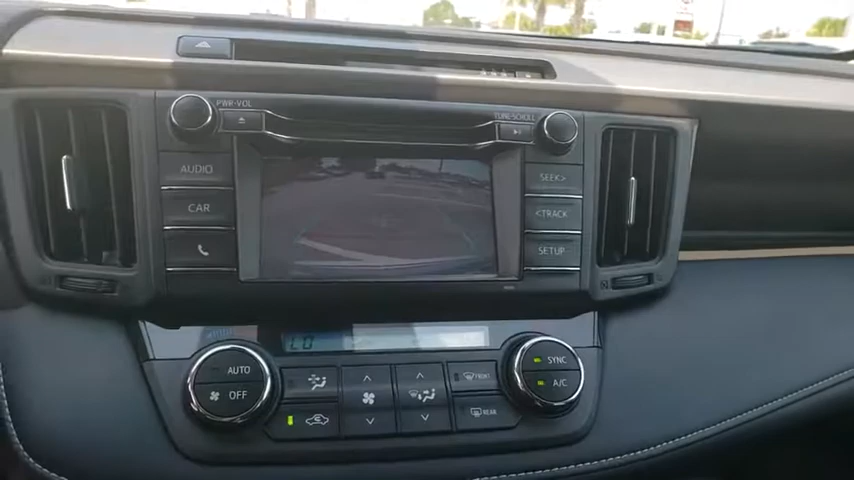 PWR·VOL
TUNE·SCROLL
AUDIO
CAR
SEEK>
<TRACK
SETUP
LO
AUTO
OFF
FRONT
REAR
SYNC
A/C